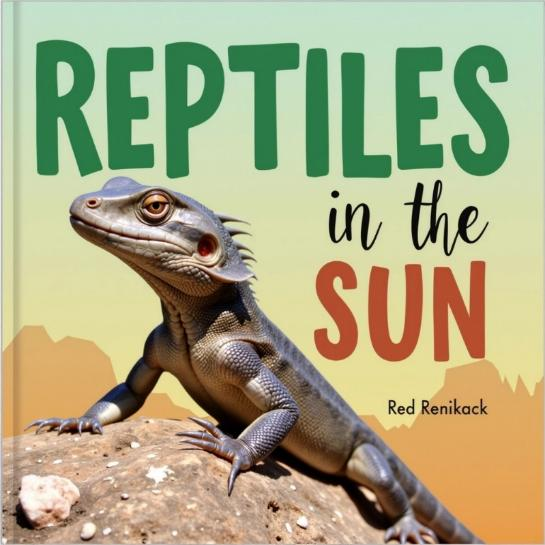 REPTILES
in the
SUN
Red Renikack